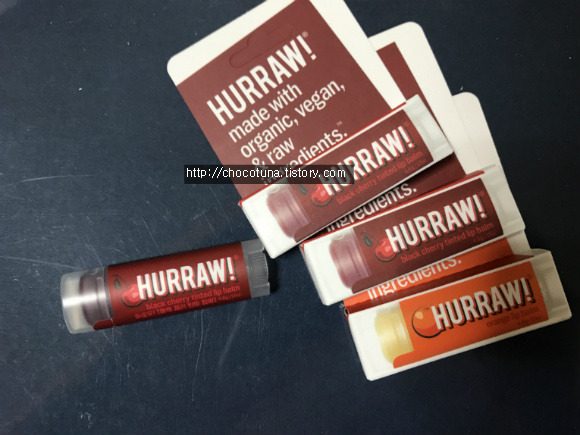 HURRAW!®
made with
organic, vegan,
& raw
ingredients.™
http://chocotuna.tistory.com
HURRAW!
black cherry tinted lip balm
ingredients.
HURRAW!
black cherry tinted lip balm
ingredients.
HURRAW!
orange lip balm
HURRAW!
black cherry tinted lip balm